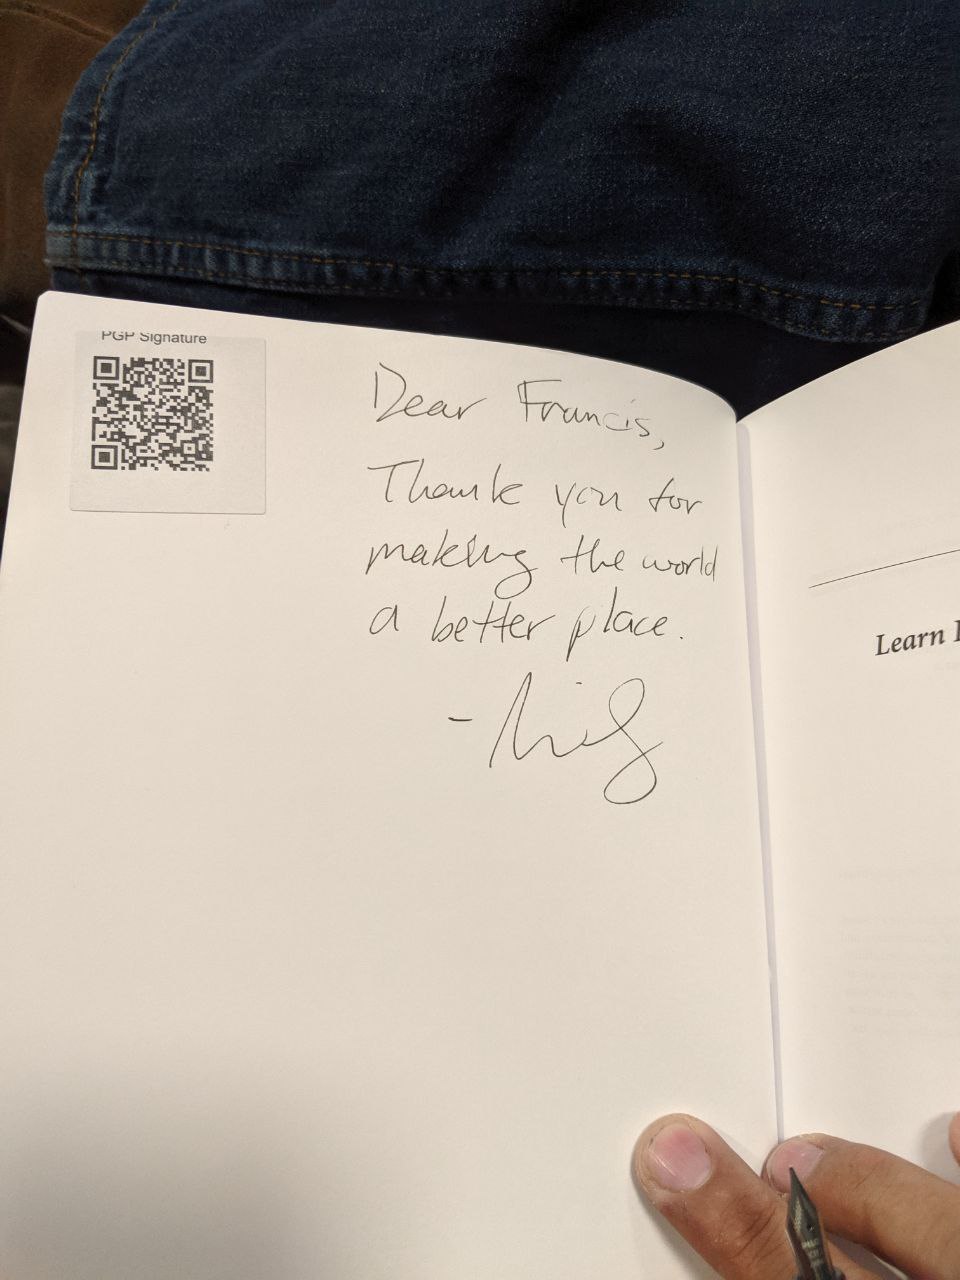 PGP Signature
Dear Francis,
Thank you for
making the world
a better place.
Learn